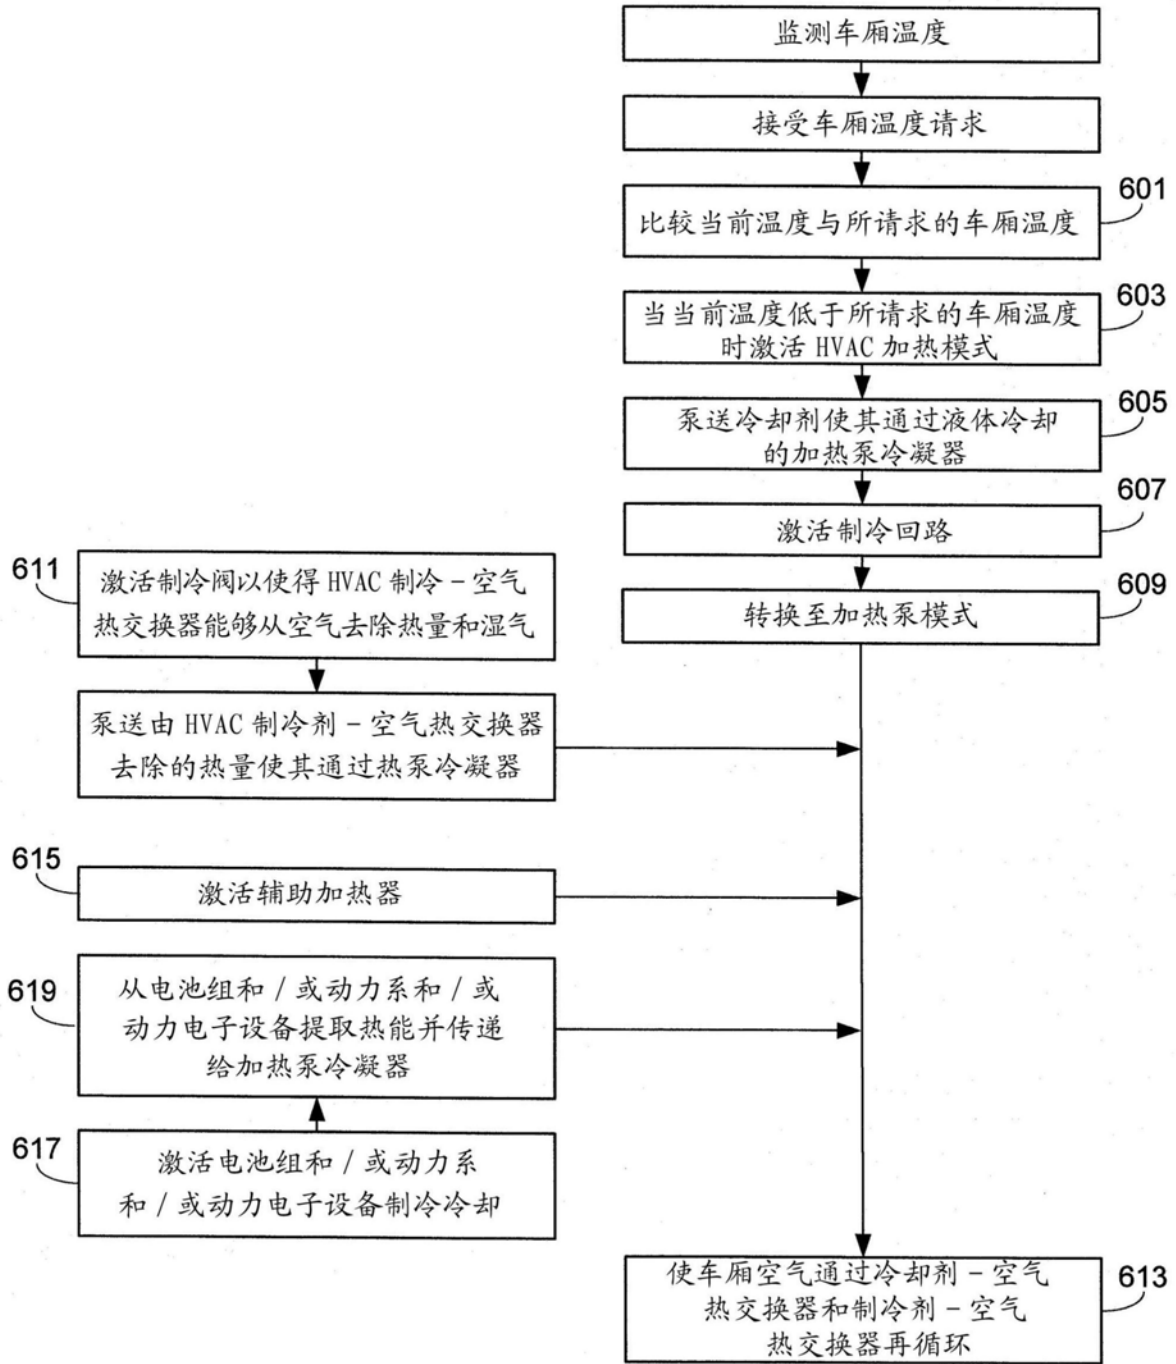 监测车厢温度
接受车厢温度请求
601
比较当前温度与所请求的车厢温度
603
当当前温度低于所请求的车厢温度
时激活 HVAC 加热模式
605
泵送冷却剂使其通过液体冷却
的加热泵冷凝器
607
激活制冷回路
609
转换至加热泵模式
611
激活制冷阀以使得 HVAC 制冷-空气
热交换器能够从空气去除热量和湿气
泵送由 HVAC 制冷剂-空气热交换器
去除的热量使其通过热泵冷凝器
615
激活辅助加热器
619
从电池组和/或动力系和/或
动力电子设备提取热能并传递
给加热泵冷凝器
617
激活电池组和/或动力系
和/或动力电子设备制冷冷却
613
使车厢空气通过冷却剂-空气
热交换器和制冷剂-空气
热交换器再循环